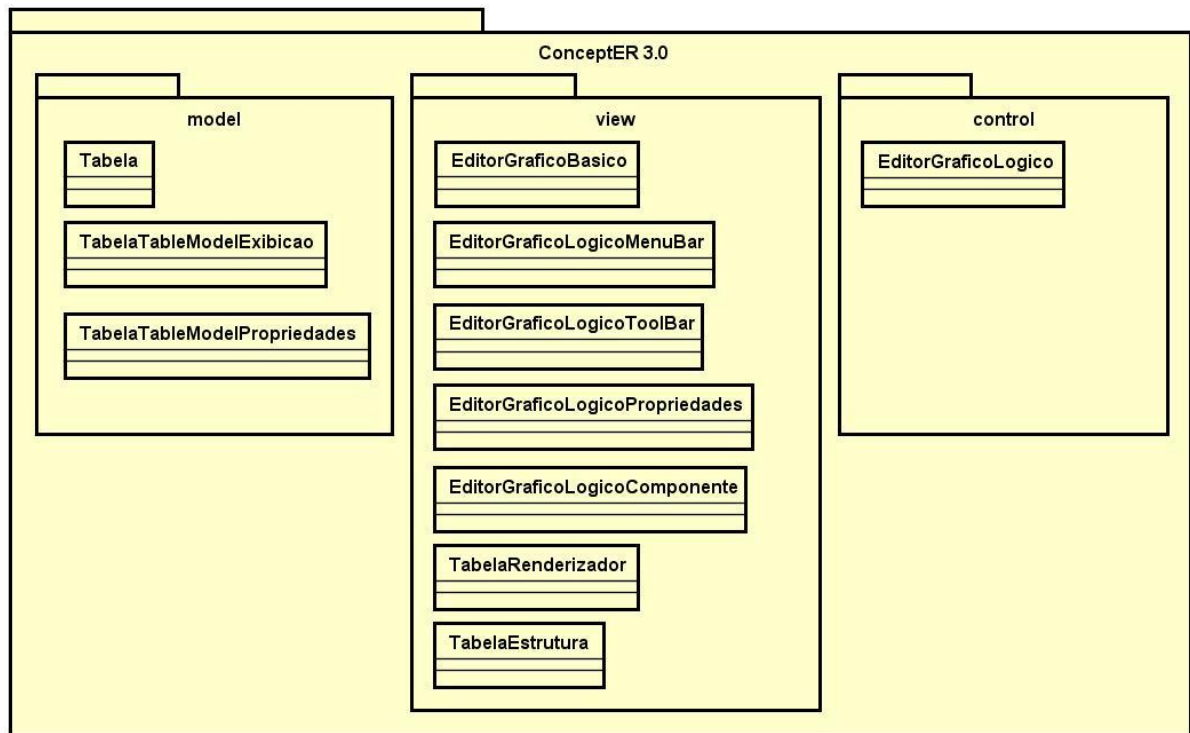 ConceptER 3.0
model
Tabela
TabelaTableModelExibicao
TabelaTableModelPropriedades
view
EditorGraficoBasico
EditorGraficoLogicoMenuBar
EditorGraficoLogicoToolBar
EditorGraficoLogicoPropriedades
EditorGraficoLogicoComponente
TabelaRenderizador
TabelaEstrutura
control
EditorGraficoLogico